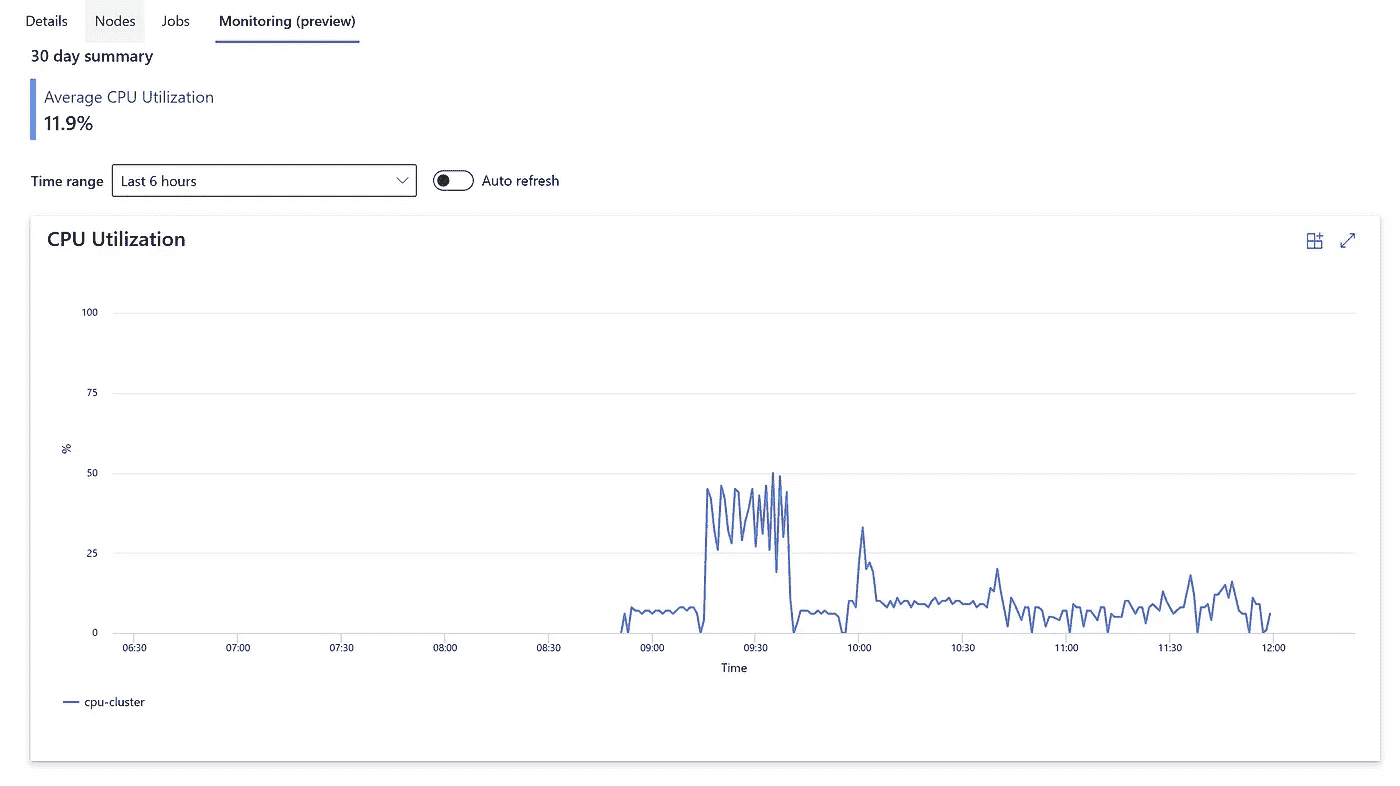 Details Nodes Jobs Monitoring (preview)
30 day summary
Average CPU Utilization
11.9%
Time range Last 6 hours Auto refresh
CPU Utilization
100
75
%
50
25
0
06:30 07:00 07:30 08:00 08:30 09:00 09:30 10:00 10:30 11:00 11:30 12:00
Time
cpu-cluster